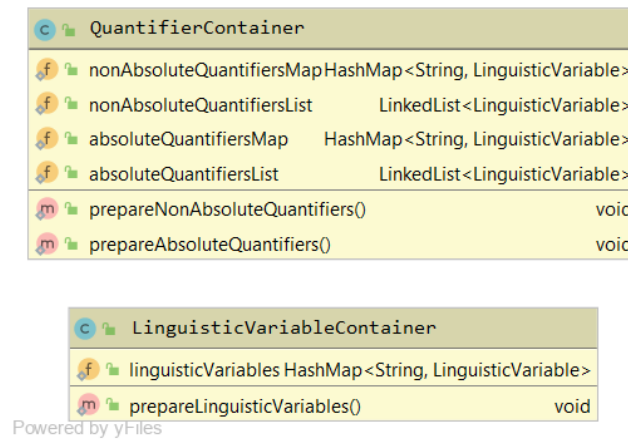 QuantifierContainer
nonAbsoluteQuantifiersMap HashMap<String, LinguisticVariable>
nonAbsoluteQuantifiersList LinkedList<LinguisticVariable>
absoluteQuantifiersMap HashMap<String, LinguisticVariable>
absoluteQuantifiersList LinkedList<LinguisticVariable>
prepareNonAbsoluteQuantifiers() void
prepareAbsoluteQuantifiers() void
LinguisticVariableContainer
linguisticVariables HashMap<String, LinguisticVariable>
prepareLinguisticVariables() void
Powered by yFiles